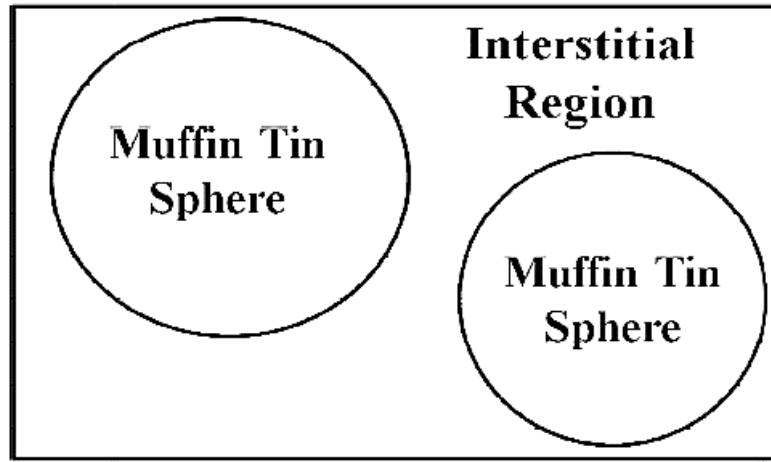 Interstitial
Region
Muffin Tin
Sphere
Muffin Tin
Sphere